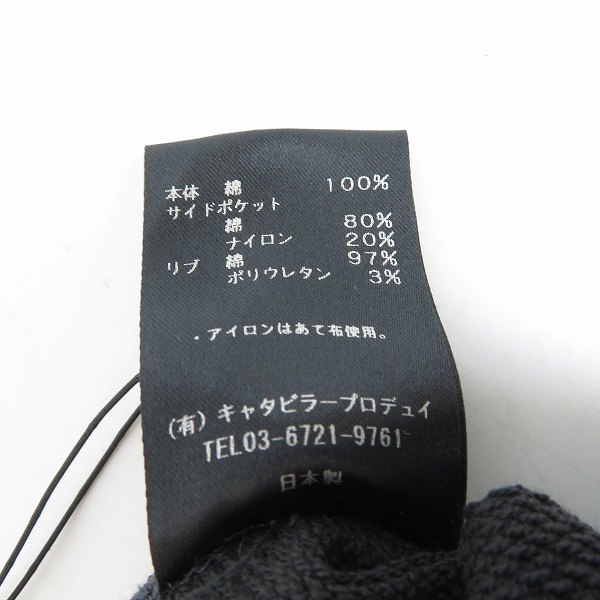 本体 綿 100%
サイドポケット
綿 80%
ナイロン 20%
リブ 綿 97%
ポリウレタン 3%
・アイロンはあて布使用。
(有)キャタピラープロデュイ
TEL03-6721-9761
日本製